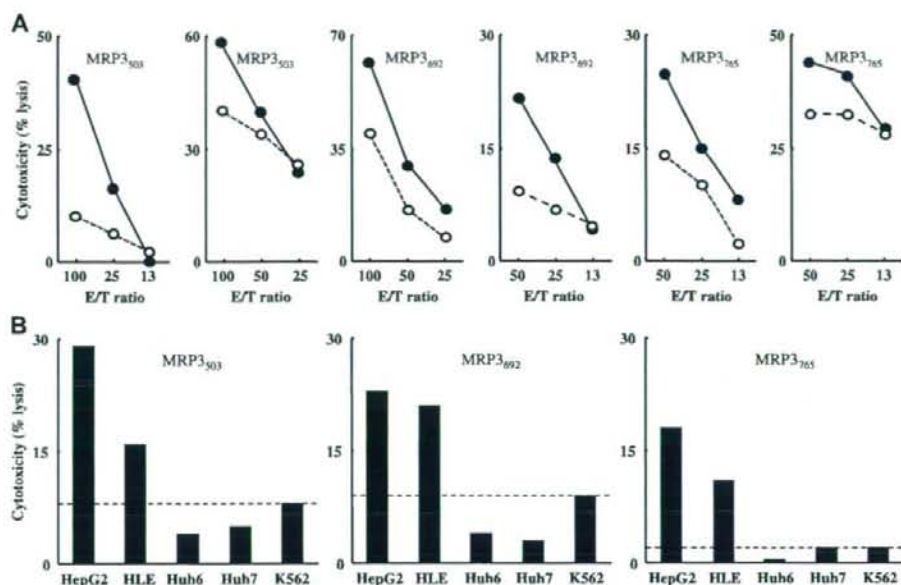 A
MRP3503
MRP3503
MRP3692
MRP3692
MRP3765
MRP3765
Cytotoxicity (% lysis)
50
25
0
60
30
0
70
35
0
30
15
0
30
15
0
50
25
0
100 25 13
100 50 25
100 50 25
50 25 13
50 25 13
50 25 13
E/T ratio
E/T ratio
E/T ratio
E/T ratio
E/T ratio
E/T ratio
B
MRP3503
MRP3692
MRP3765
Cytotoxicity (% lysis)
30
15
0
30
15
0
30
15
0
HepG2 HLE Huh6 Huh7 K562
HepG2 HLE Huh6 Huh7 K562
HepG2 HLE Huh6 Huh7 K562